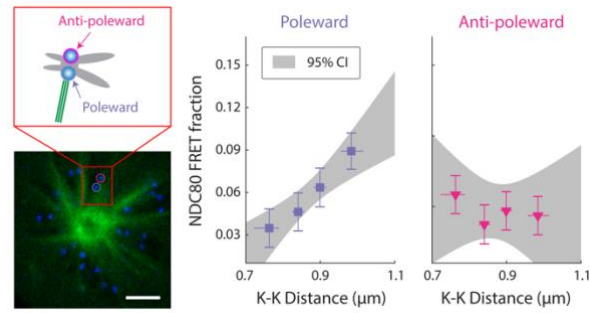 Anti-poleward
Poleward
Poleward
Anti-poleward
95% CI
NDC80 FRET fraction
0.15
0.12
0.09
0.06
0.03
0.7
0.9
1.1
0.7
0.9
1.1
K-K Distance (μm)
K-K Distance (μm)